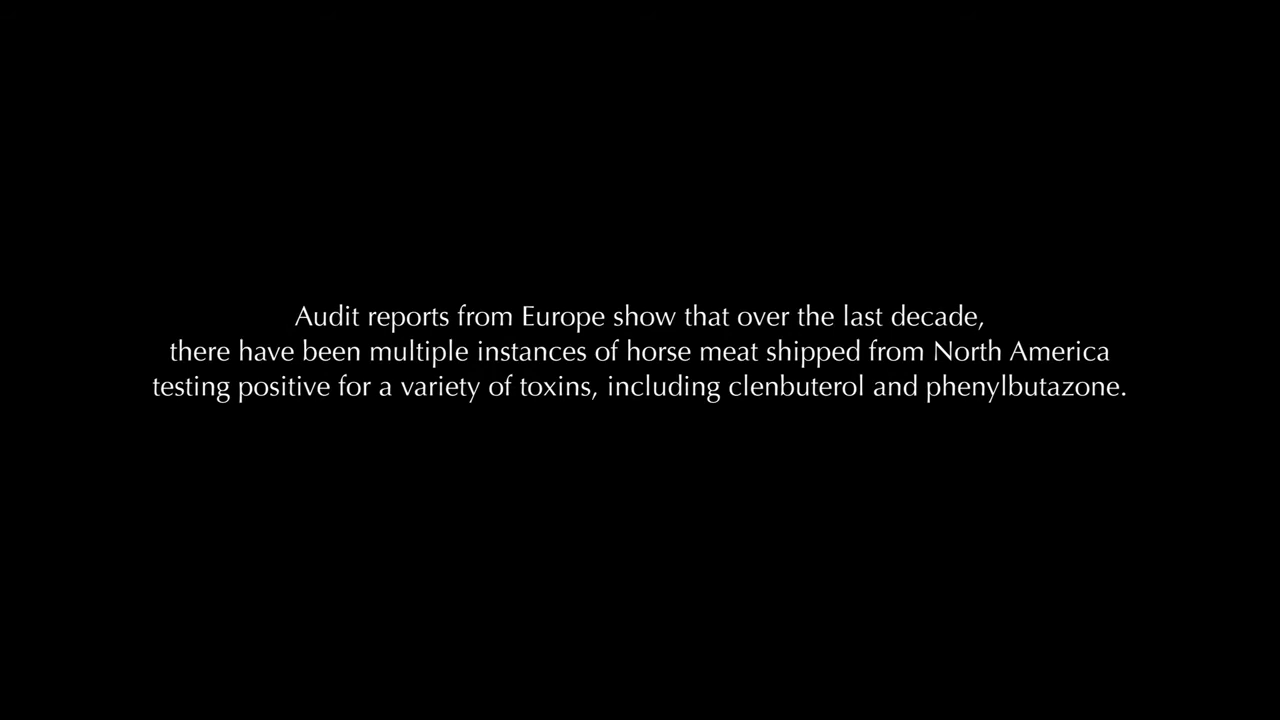 Audit reports from Europe show that over the last decade,
there have been multiple instances of horse meat shipped from North America
testing positive for a variety of toxins, including clenbuterol and phenylbutazone.